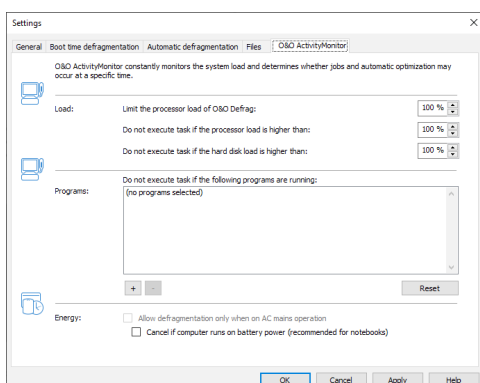 Settings
General
Boot time defragmentation
Automatic defragmentation
Files
O&O ActivityMonitor
O&O ActivityMonitor constantly monitors the system load and determines whether jobs and automatic optimization may
occur at a specific time.
Load:
Limit the processor load of O&O Defrag:
100 %
Do not execute task if the processor load is higher than:
100 %
Do not execute task if the hard disk load is higher than:
100 %
Do not execute task if the following programs are running:
Programs:
(no programs selected)
+
-
Reset
Energy:
Allow defragmentation only when on AC mains operation
Cancel if computer runs on battery power (recommended for notebooks)
OK
Cancel
Apply
Help